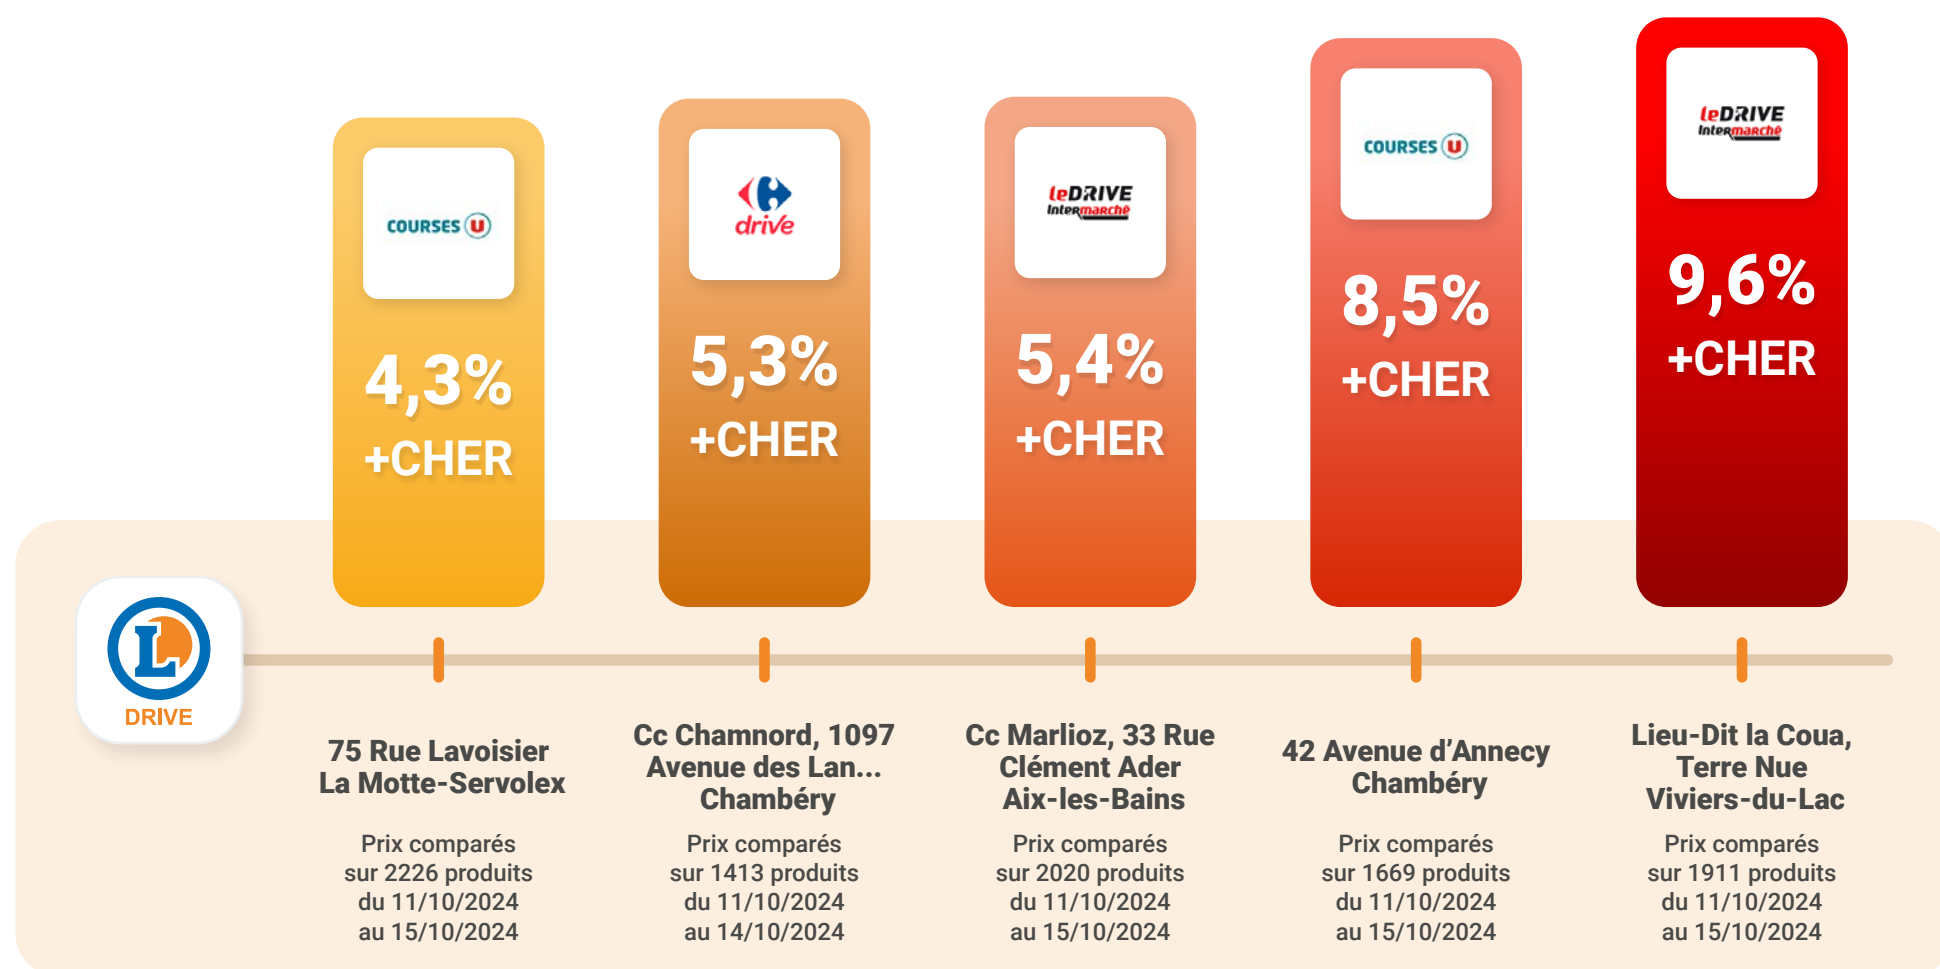 COURSES U
4,3%
+CHER
drive
5,3%
+CHER
leDRIVE
Intermarché
5,4%
+CHER
COURSES U
8,5%
+CHER
leDRIVE
Intermarché
9,6%
+CHER
L
DRIVE
75 Rue Lavoisier
La Motte-Servolex
Prix comparés
sur 2226 produits
du 11/10/2024
au 15/10/2024
Cc Chamnord, 1097
Avenue des Lan...
Chambéry
Prix comparés
sur 1413 produits
du 11/10/2024
au 14/10/2024
Cc Marlioz, 33 Rue
Clément Ader
Aix-les-Bains
Prix comparés
sur 2020 produits
du 11/10/2024
au 15/10/2024
42 Avenue d’Annecy
Chambéry
Prix comparés
sur 1669 produits
du 11/10/2024
au 15/10/2024
Lieu-Dit la Coua,
Terre Nue
Viviers-du-Lac
Prix comparés
sur 1911 produits
du 11/10/2024
au 15/10/2024